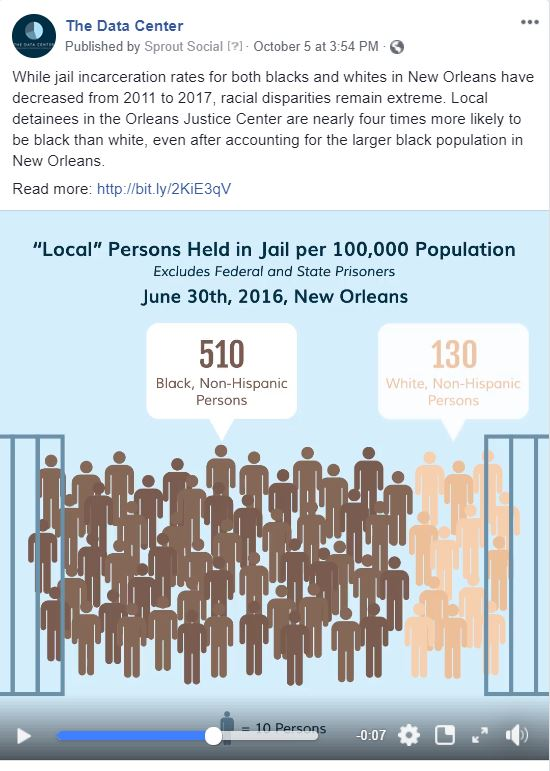 The Data Center
Published by Sprout Social [?] · October 5 at 3:54 PM ·
While jail incarceration rates for both blacks and whites in New Orleans have
decreased from 2011 to 2017, racial disparities remain extreme. Local
detainees in the Orleans Justice Center are nearly four times more likely to
be black than white, even after accounting for the larger black population in
New Orleans.
Read more: http://bit.ly/2KiE3qV
“Local” Persons Held in Jail per 100,000 Population
Excludes Federal and State Prisoners
June 30th, 2016, New Orleans
510
Black, Non-Hispanic
Persons
130
White, Non-Hispanic
Persons
= 10 Persons
-0:07